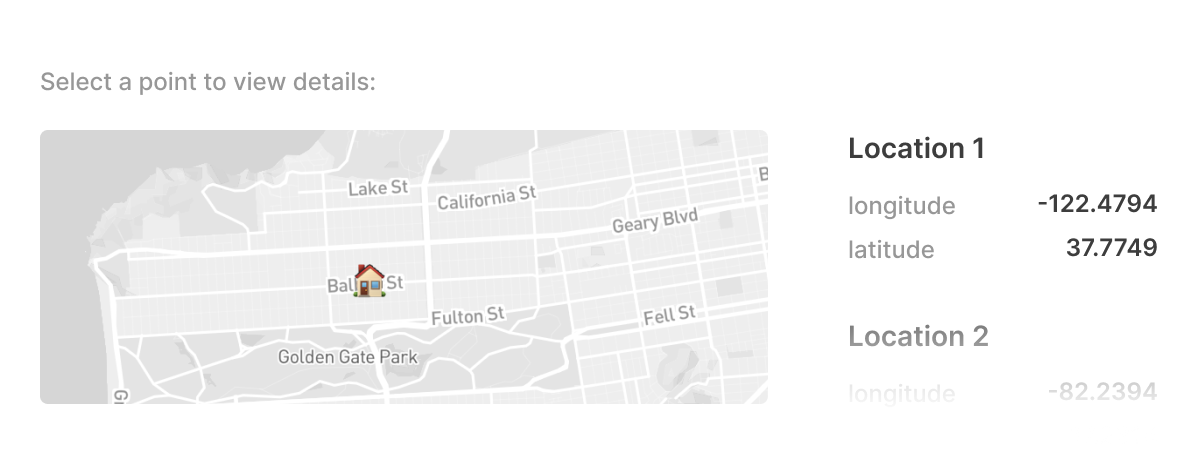 Select a point to view details:
Lake St
California St
Geary Blvd
St
Fulton St
Fell St
Golden Gate Park
Location 1
longitude -122.4794
latitude 37.7749
Location 2
longitude -82.2394